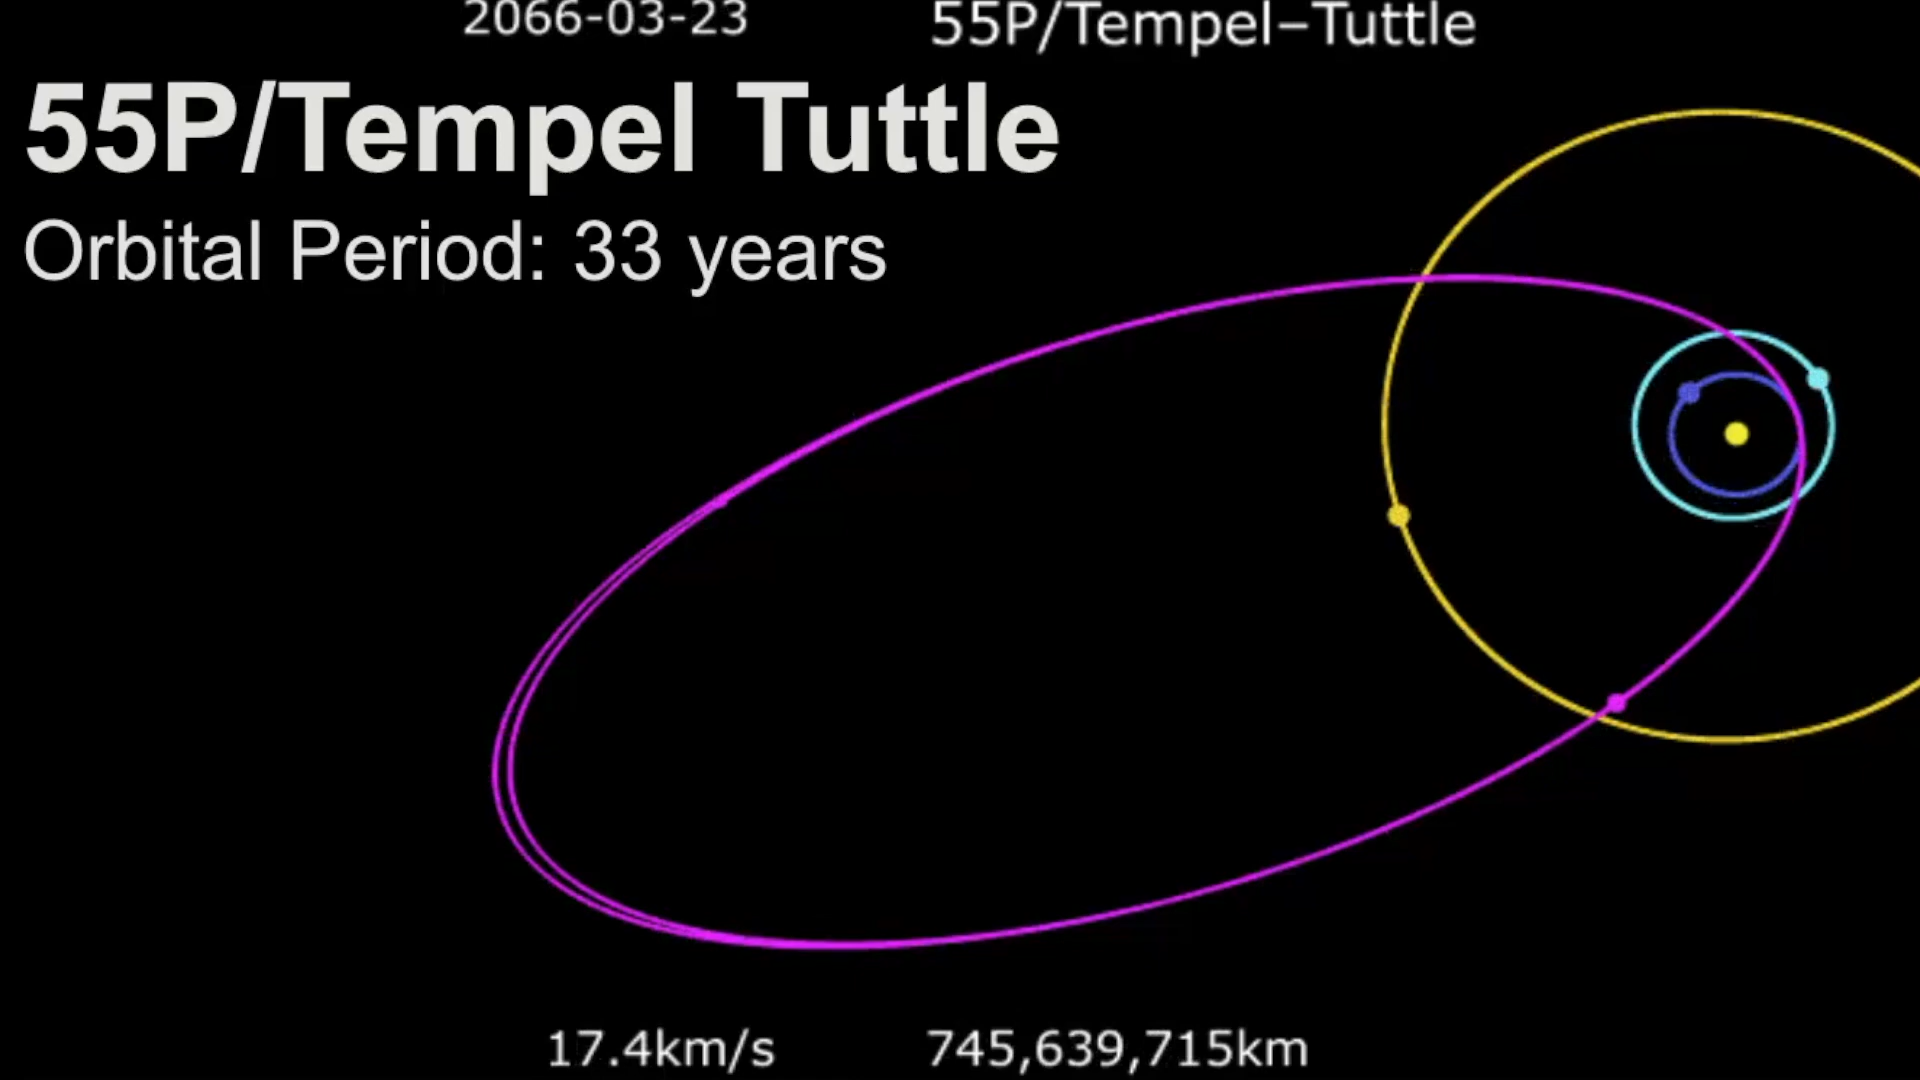 2066-03-23
55P/Tempel–Tuttle
55P/Tempel Tuttle
Orbital Period: 33 years
17.4km/s
745,639,715km